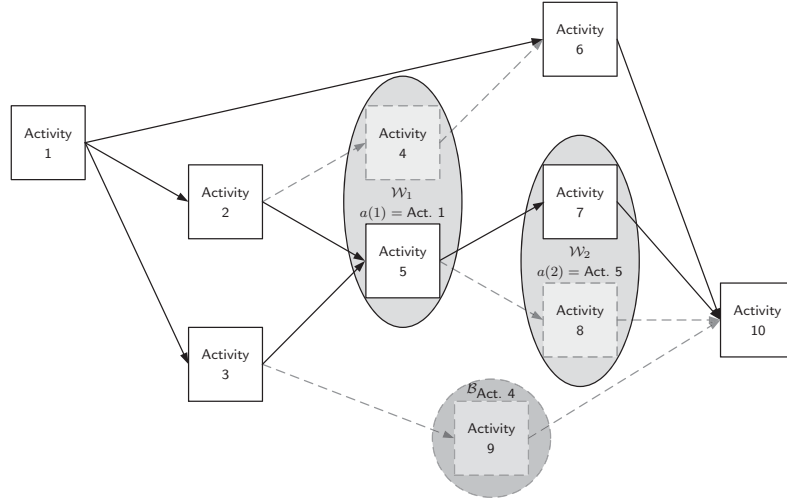 Activity
6
Activity
1
Activity
4
Activity
2
𝒲₁
a(1) = Act. 1
Activity
5
Activity
7
𝒲₂
a(2) = Act. 5
Activity
8
Activity
10
Activity
3
ℬAct. 4
Activity
9